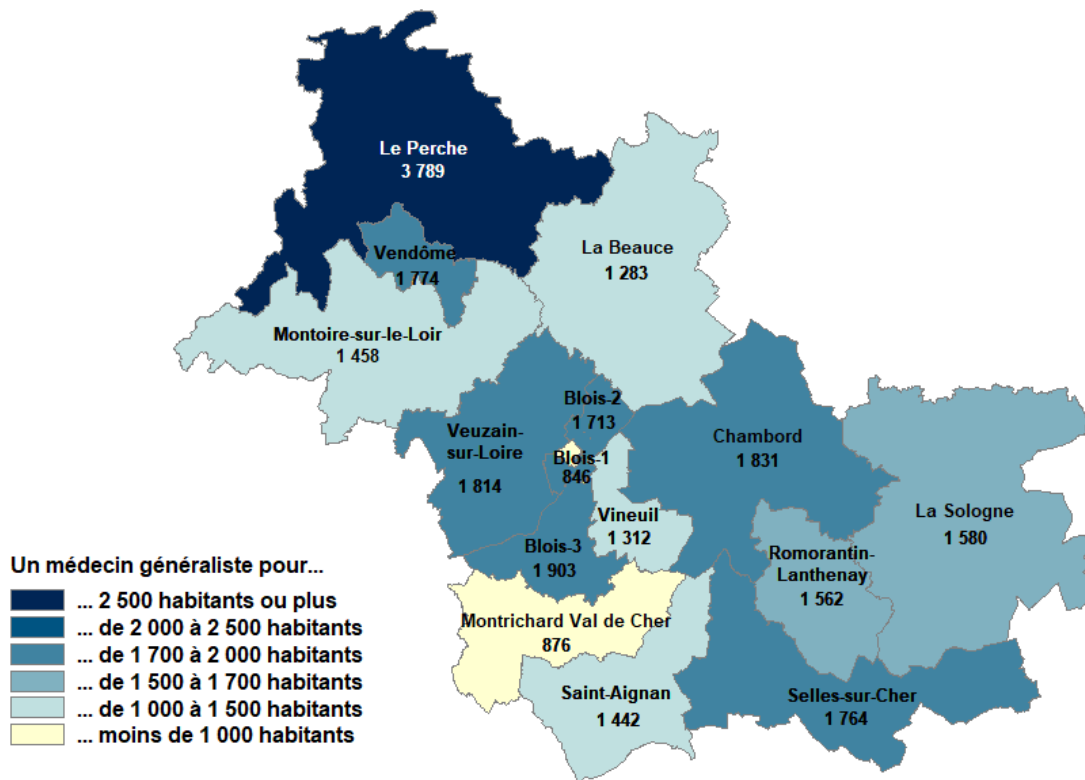 Le Perche
3 789
La Beauce
1 283
Vendôme
1 774
Montoire-sur-le-Loir
1 458
Blois-2
1 713
Veuzain-
sur-Loire
1 814
Chambord
1 831
Blois-1
846
Vineuil
1 312
La Sologne
1 580
Blois-3
1 903
Romorantin-
Lanthenay
1 562
Montrichard Val de Cher
876
Saint-Aignan
1 442
Selles-sur-Cher
1 764
Un médecin généraliste pour...
... 2 500 habitants ou plus
... de 2 000 à 2 500 habitants
... de 1 700 à 2 000 habitants
... de 1 500 à 1 700 habitants
... de 1 000 à 1 500 habitants
... moins de 1 000 habitants